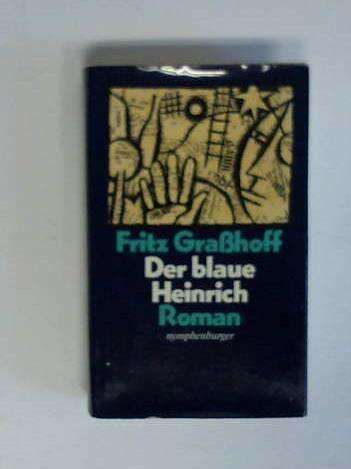 Fritz Graßhoff
Der blaue
Heinrich
Roman
nymphenburger